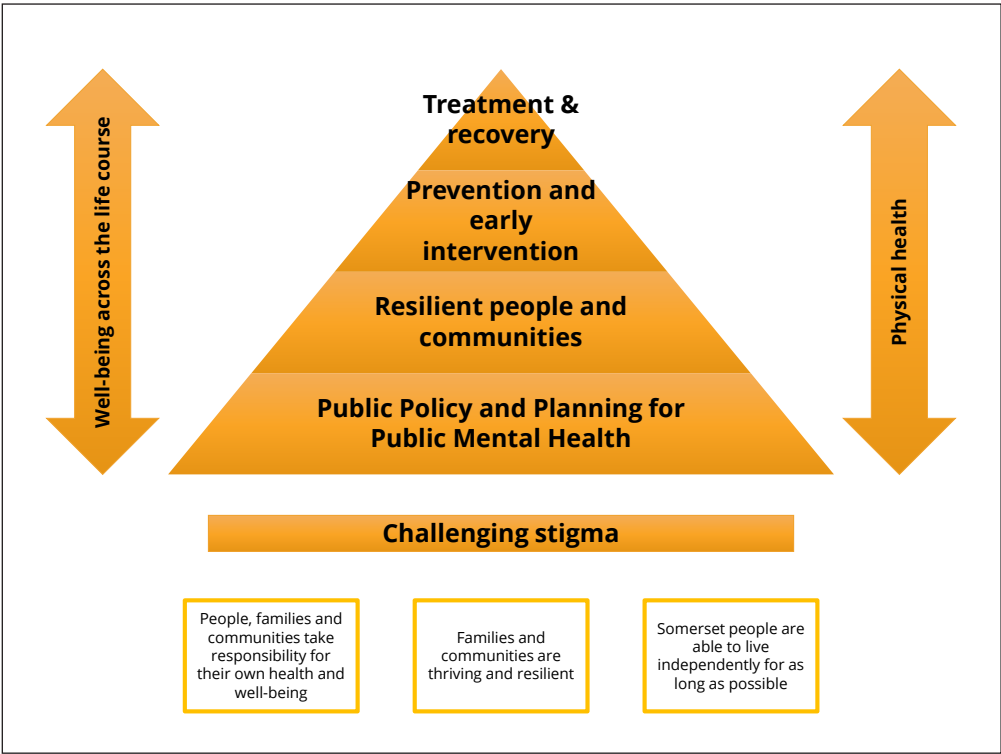 Well-being across the life course
Treatment &
recovery
Prevention and
early
intervention
Resilient people and
communities
Public Policy and Planning for
Public Mental Health
Physical health
Challenging stigma
People, families and
communities take
responsibility for
their own health and
well-being
Families and
communities are
thriving and resilient
Somerset people are
able to live
independently for as
long as possible